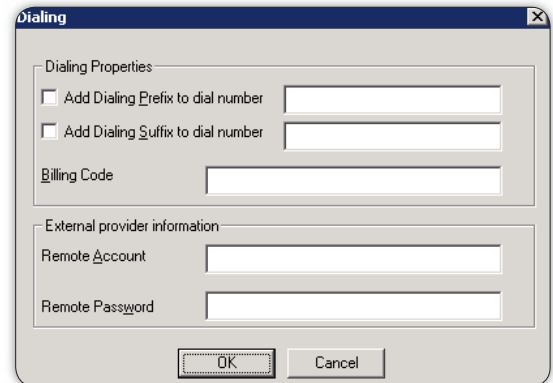 Dialing
Dialing Properties
Add Dialing Prefix to dial number
Add Dialing Suffix to dial number
Billing Code
External provider information
Remote Account
Remote Password
OK
Cancel